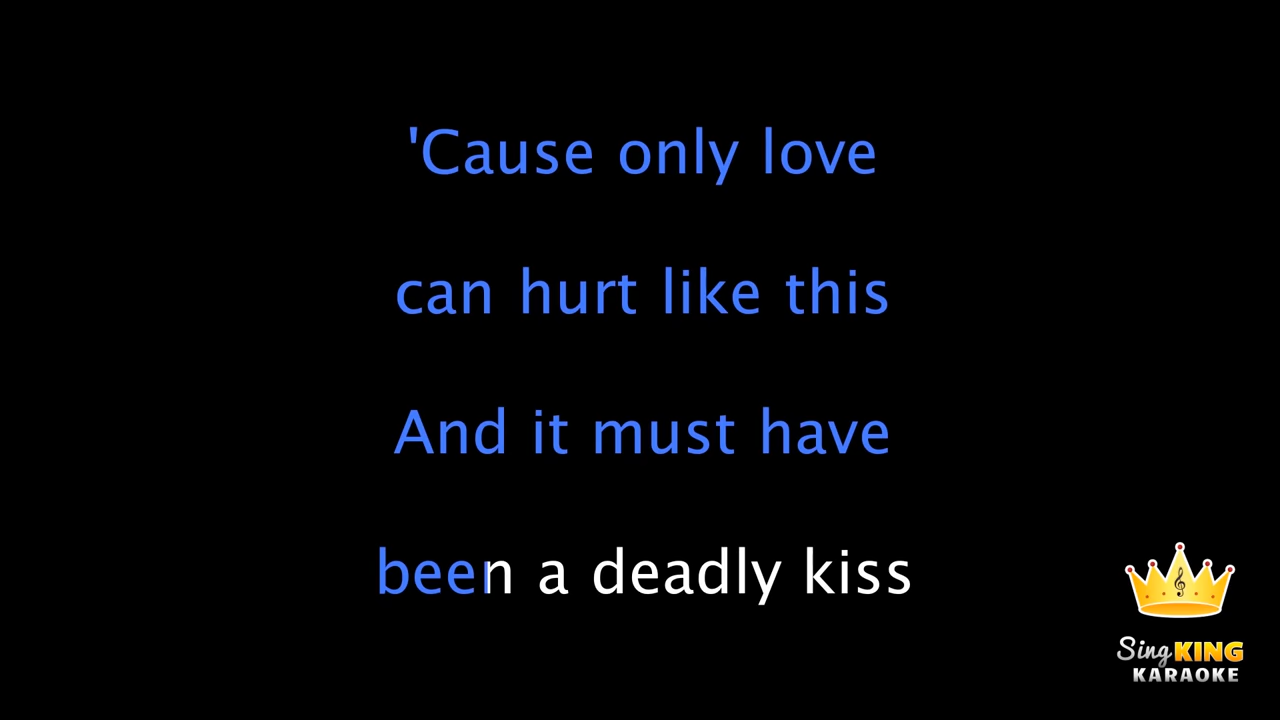 'Cause only love
can hurt like this
And it must have
been a deadly kiss
Sing KING
KARAOKE